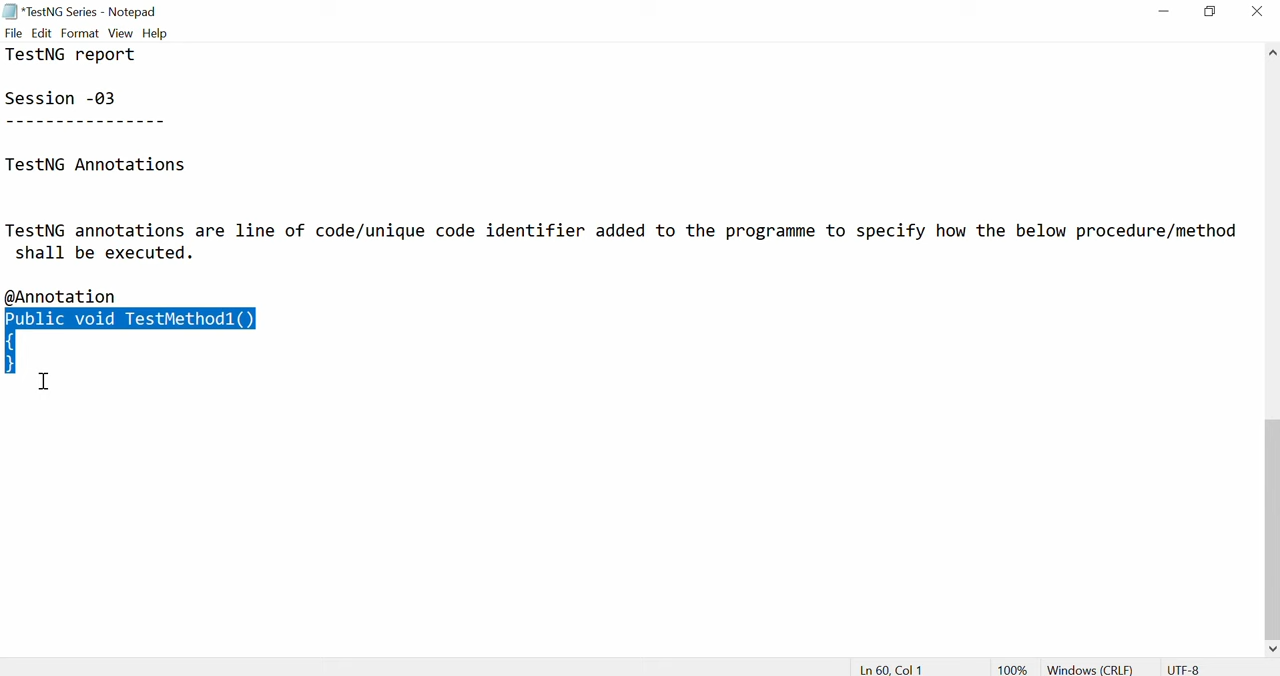 *TestNG Series - Notepad
File Edit Format View Help
TestNG report
Session -03
----------------
TestNG Annotations
TestNG annotations are line of code/unique code identifier added to the programme to specify how the below procedure/method
shall be executed.
@Annotation
Public void TestMethod1()
{
}
Ln 60, Col 1 100% Windows (CRLF) UTF-8